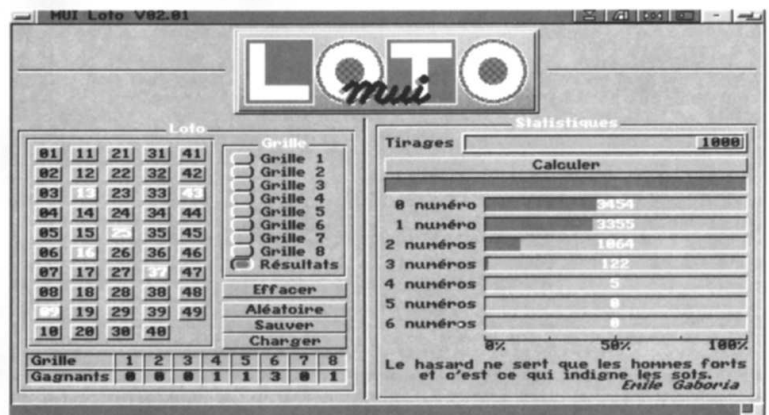 MUI Loto V02.01
LOTO
mui
Loto
01 11 21 31 41
02 12 22 32 42
03 13 23 33 43
04 14 24 34 44
05 15 25 35 45
06 16 26 36 46
07 17 27 37 47
08 18 28 38 48
09 19 29 39 49
10 20 30 40
Grille
Grille 1
Grille 2
Grille 3
Grille 4
Grille 5
Grille 6
Grille 7
Grille 8
Résultats
Effacer
Aléatoire
Sauver
Charger
Grille 1 2 3 4 5 6 7 8
Gagnants 0 0 0 1 1 3 0 1
Statistiques
Tirages 1000
Calculer
0 numéro 3454
1 numéro 3355
2 numéros 1064
3 numéros 122
4 numéros 5
5 numéros 0
6 numéros 0
0% 50% 100%
Le hasard ne sert que les hommes forts
et c'est ce qui indigne les sots.
Emile Gaboria